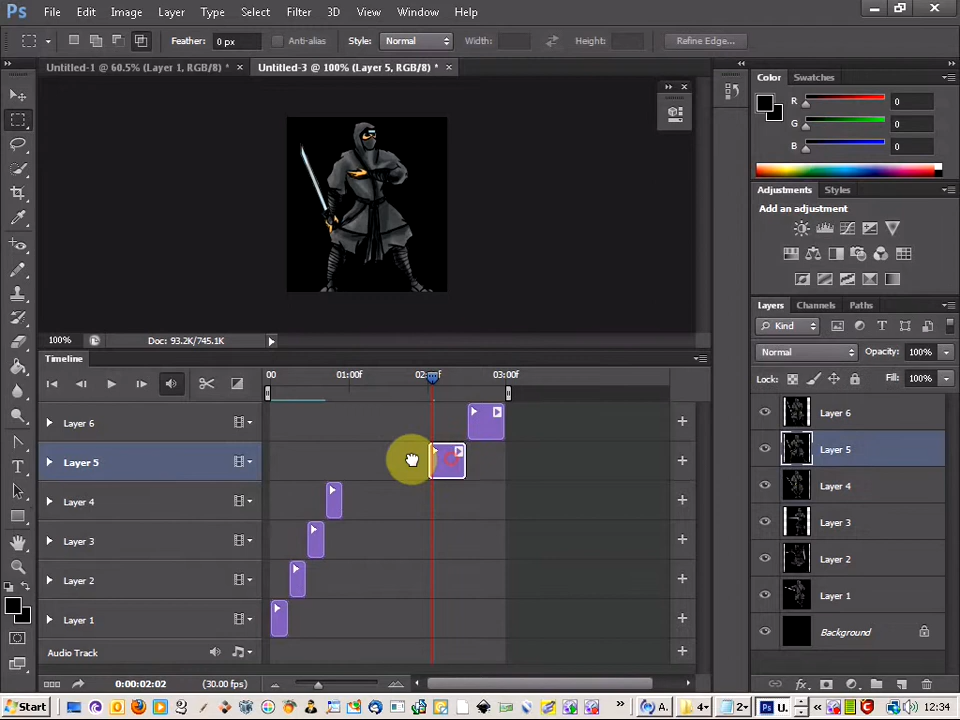 Ps File Edit Image Layer Type Select Filter 3D View Window Help
Feather: 0 px Anti-alias Style: Normal Width: Height: Refine Edge...
Untitled-1 @ 60.5% (Layer 1, RGB/8) * × Untitled-3 @ 100% (Layer 5, RGB/8) * ×
Color Swatches
R 0
G 0
B 0
Adjustments Styles
Add an adjustment
Layers Channels Paths
Kind
Normal Opacity: 100%
Lock: Fill: 100%
Layer 6
Layer 5
Layer 4
Layer 3
Layer 2
Layer 1
Background
100% Doc: 93.2K/745.1K
Timeline
00 01:00f 03:00f
Layer 6
Layer 5
Layer 4
Layer 3
Layer 2
Layer 1
Audio Track
0:00:02:02 (30.00 fps)
Start A. 4 2 U. 12:34